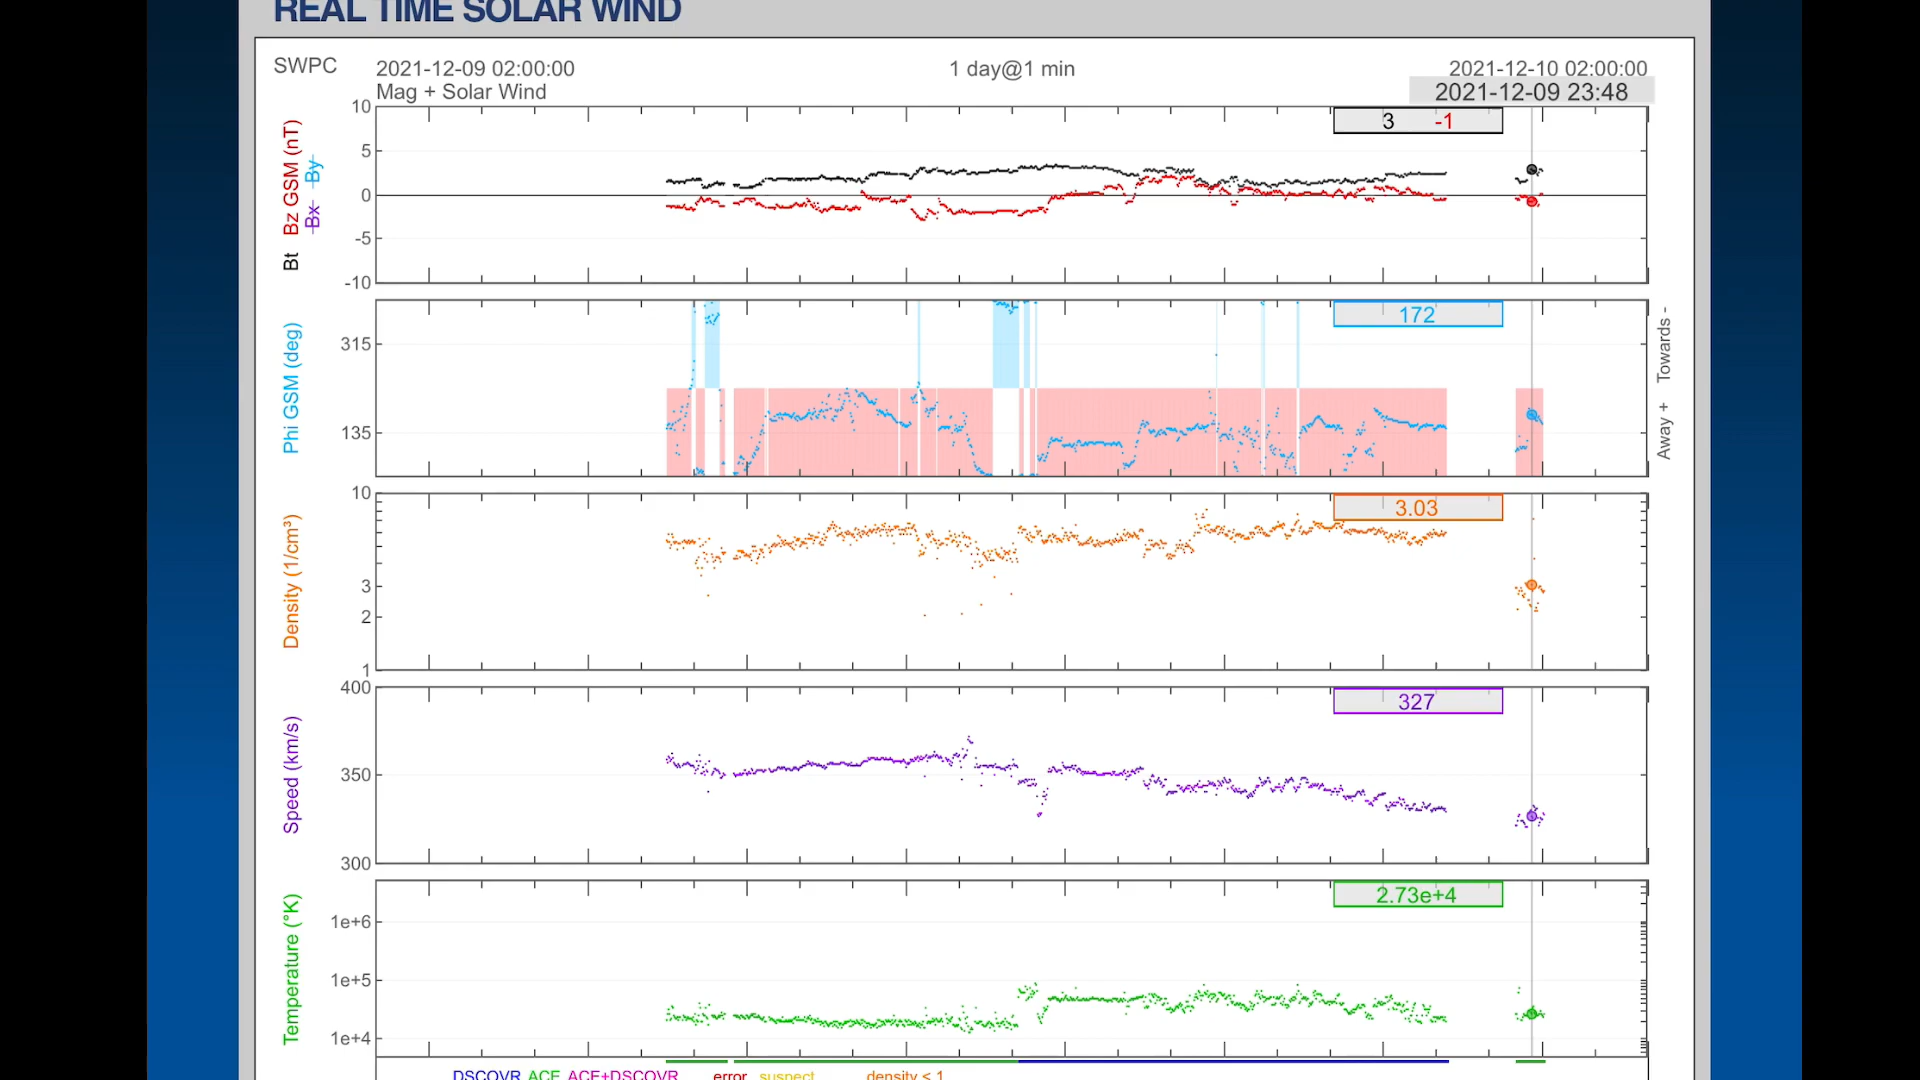 REAL TIME SOLAR WIND
SWPC 2021-12-09 02:00:00 1 day@1 min 2021-12-10 02:00:00
Mag + Solar Wind 2021-12-09 23:48
Bt Bz GSM (nT)
Bx By
10
5
0
-5
-10
3 -1
Phi GSM (deg)
315
135
172
Away + Towards -
Density (1/cm³)
10
3
2
1
3.03
Speed (km/s)
400
350
300
327
Temperature (°K)
1e+6
1e+5
1e+4
2.73e+4
DSCOVR ACE ACE+DSCOVR error suspect density < 1